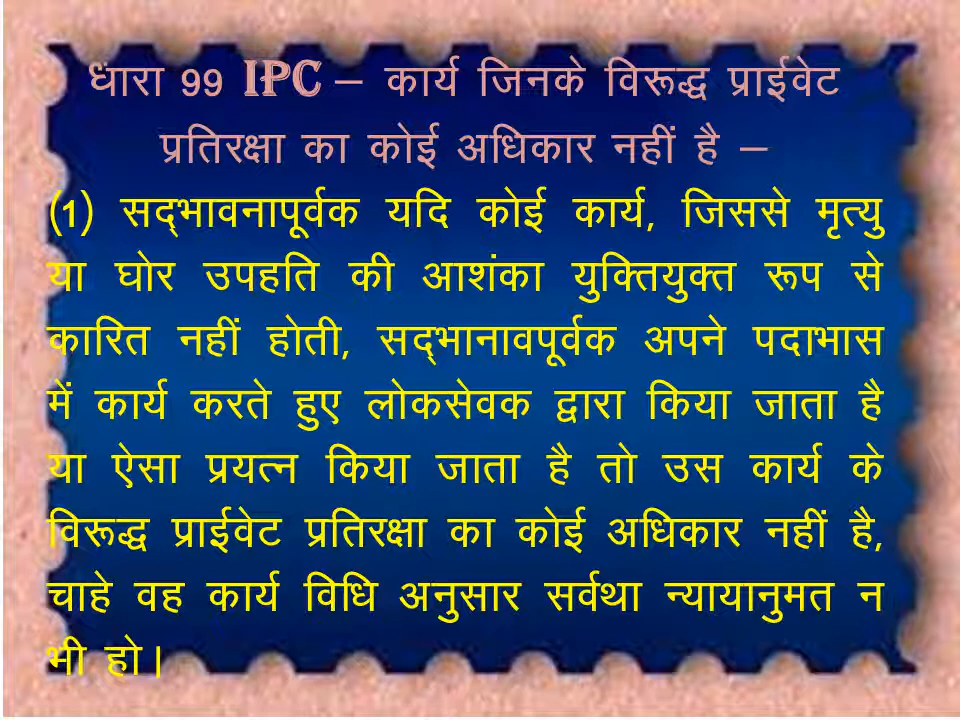 धारा 99 IPC – कार्य जिनके विरूद्ध प्राईवेट
प्रतिरक्षा का कोई अधिकार नहीं है –
(1) सद्भावनापूर्वक यदि कोई कार्य, जिससे मृत्यु
या घोर उपहति की आशंका युक्तियुक्त रूप से
कारित नहीं होती, सद्भानावपूर्वक अपने पदाभास
में कार्य करते हुए लोकसेवक द्वारा किया जाता है
या ऐसा प्रयत्न किया जाता है तो उस कार्य के
विरूद्ध प्राईवेट प्रतिरक्षा का कोई अधिकार नहीं है,
चाहे वह कार्य विधि अनुसार सर्वथा न्यायानुमत न
भी हो।